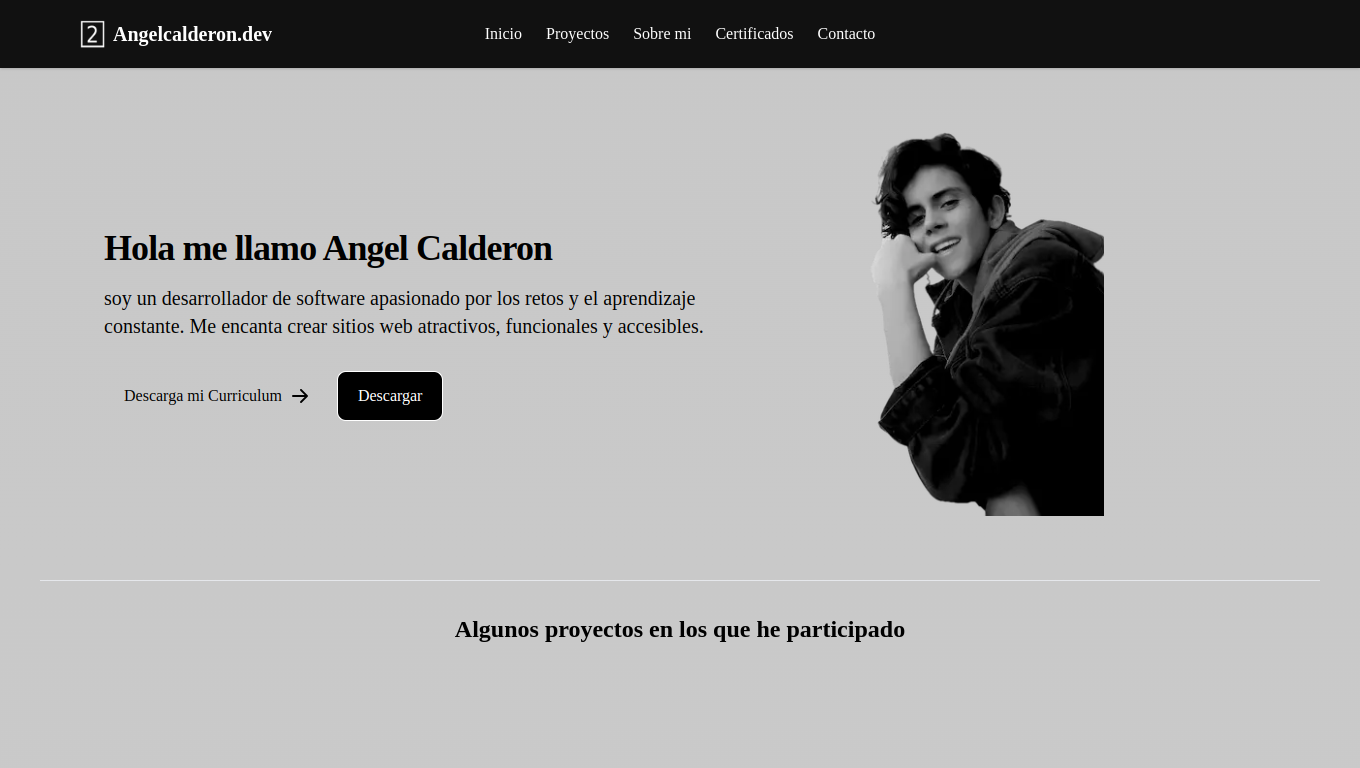 2 Angelcalderon.dev
Inicio Proyectos Sobre mi Certificados Contacto
Hola me llamo Angel Calderon
soy un desarrollador de software apasionado por los retos y el aprendizaje
constante. Me encanta crear sitios web atractivos, funcionales y accesibles.
Descarga mi Curriculum → Descargar
Algunos proyectos en los que he participado